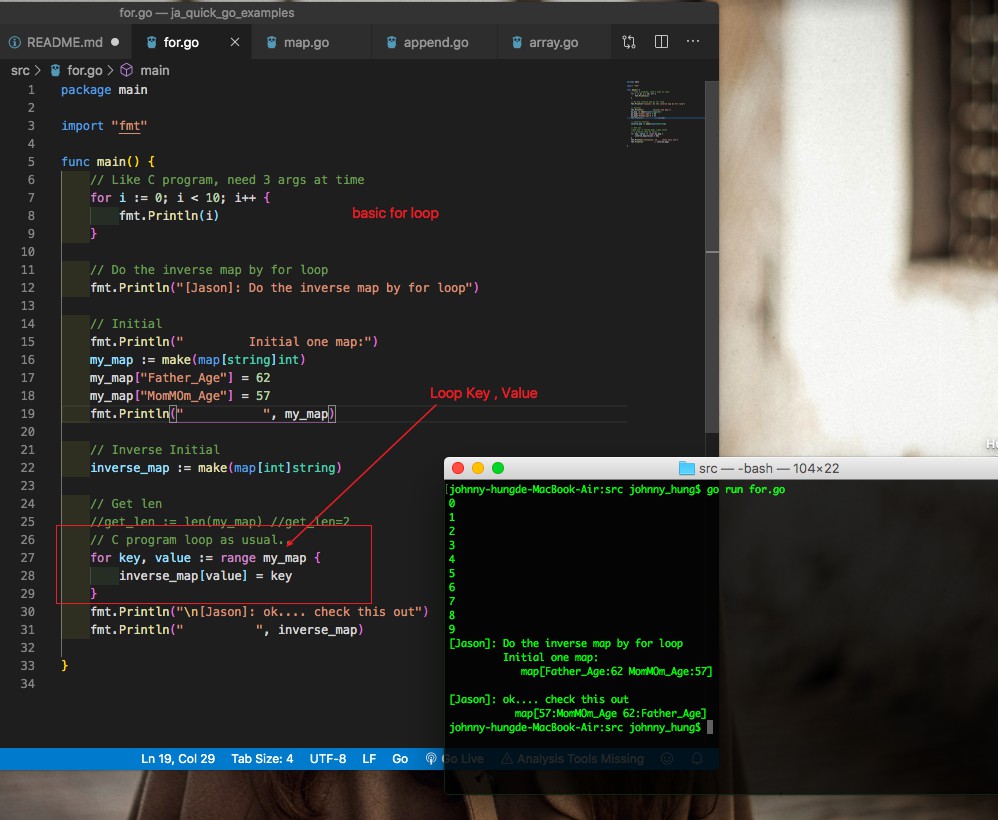 for.go — ja_quick_go_examples
README.md
for.go
map.go
append.go
array.go
src > for.go > main
1 package main
2
3 import "fmt"
4
5 func main() {
6 // Like C program, need 3 args at time
7 for i := 0; i < 10; i++ {
8 fmt.Println(i)
basic for loop
9 }
10
11 // Do the inverse map by for loop
12 fmt.Println("[Jason]: Do the inverse map by for loop")
13
14 // Initial
15 fmt.Println("         Initial one map:")
16 my_map := make(map[string]int)
17 my_map["Father_Age"] = 62
18 my_map["MomMOm_Age"] = 57
Loop Key , Value
19 fmt.Println("           ", my_map)
20
21 // Inverse Initial
22 inverse_map := make(map[int]string)
23
24 // Get len
25 //get_len := len(my_map) //get_len=2
26 // C program loop as usual.
27 for key, value := range my_map {
28 inverse_map[value] = key
29 }
30 fmt.Println("\n[Jason]: ok.... check this out")
31 fmt.Println("          ", inverse_map)
32
33 }
34
Ln 19, Col 29
Tab Size: 4
UTF-8
LF
Go
Go Live
Analysis Tools Missing
src — -bash — 104×22
[johnny-hungde-MacBook-Air:src johnny_hung$ go run for.go
0
1
2
3
4
5
6
7
8
9
[Jason]: Do the inverse map by for loop
Initial one map:
map[Father_Age:62 MomMOm_Age:57]
[Jason]: ok.... check this out
map[57:MomMOm_Age 62:Father_Age]
johnny-hungde-MacBook-Air:src johnny_hung$